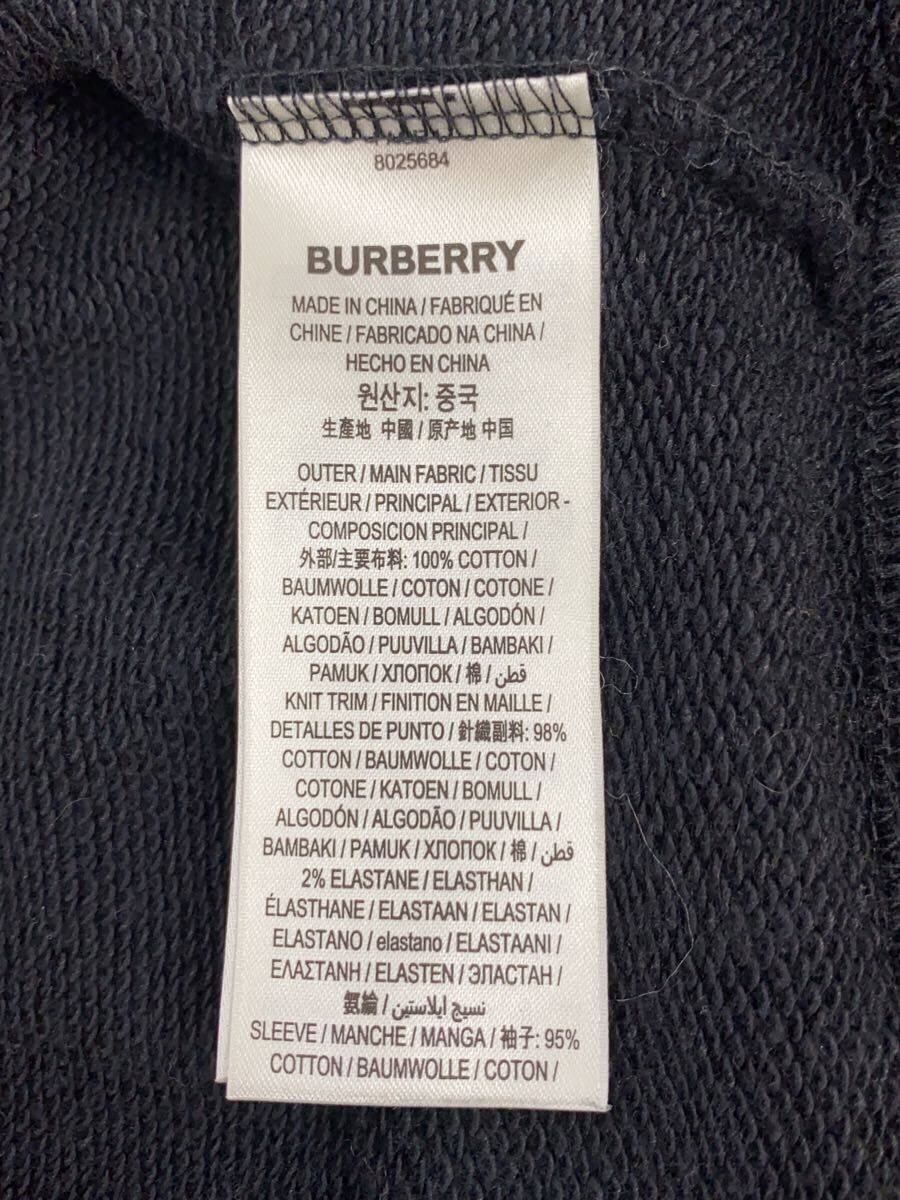 8025684
BURBERRY
MADE IN CHINA / FABRIQUÉ EN
CHINE / FABRICADO NA CHINA /
HECHO EN CHINA
원산지: 중국
生產地 中國 / 原产地 中国
OUTER / MAIN FABRIC / TISSU
EXTÉRIEUR / PRINCIPAL / EXTERIOR -
COMPOSICION PRINCIPAL /
外部/主要布料: 100% COTTON /
BAUMWOLLE / COTON / COTONE /
KATOEN / BOMULL / ALGODÓN /
ALGODÃO / PUUVILLA / BAMBAKI /
PAMUK / ХЛОПОК / 棉 / قطن
KNIT TRIM / FINITION EN MAILLE /
DETALLES DE PUNTO / 針織副料: 98%
COTTON / BAUMWOLLE / COTON /
COTONE / KATOEN / BOMULL /
ALGODÓN / ALGODÃO / PUUVILLA /
BAMBAKI / PAMUK / ХЛОПОК / 棉 / قطن
2% ELASTANE / ELASTHAN /
ÉLASTHANE / ELASTAAN / ELASTAN /
ELASTANO / elastano / ELASTAANI /
ΕΛΑΣΤΑΝΗ / ELASTEN / ЭЛАСТАН /
氨綸 / نسيج ايلاستين
SLEEVE / MANCHE / MANGA / 袖子: 95%
COTTON / BAUMWOLLE / COTON /